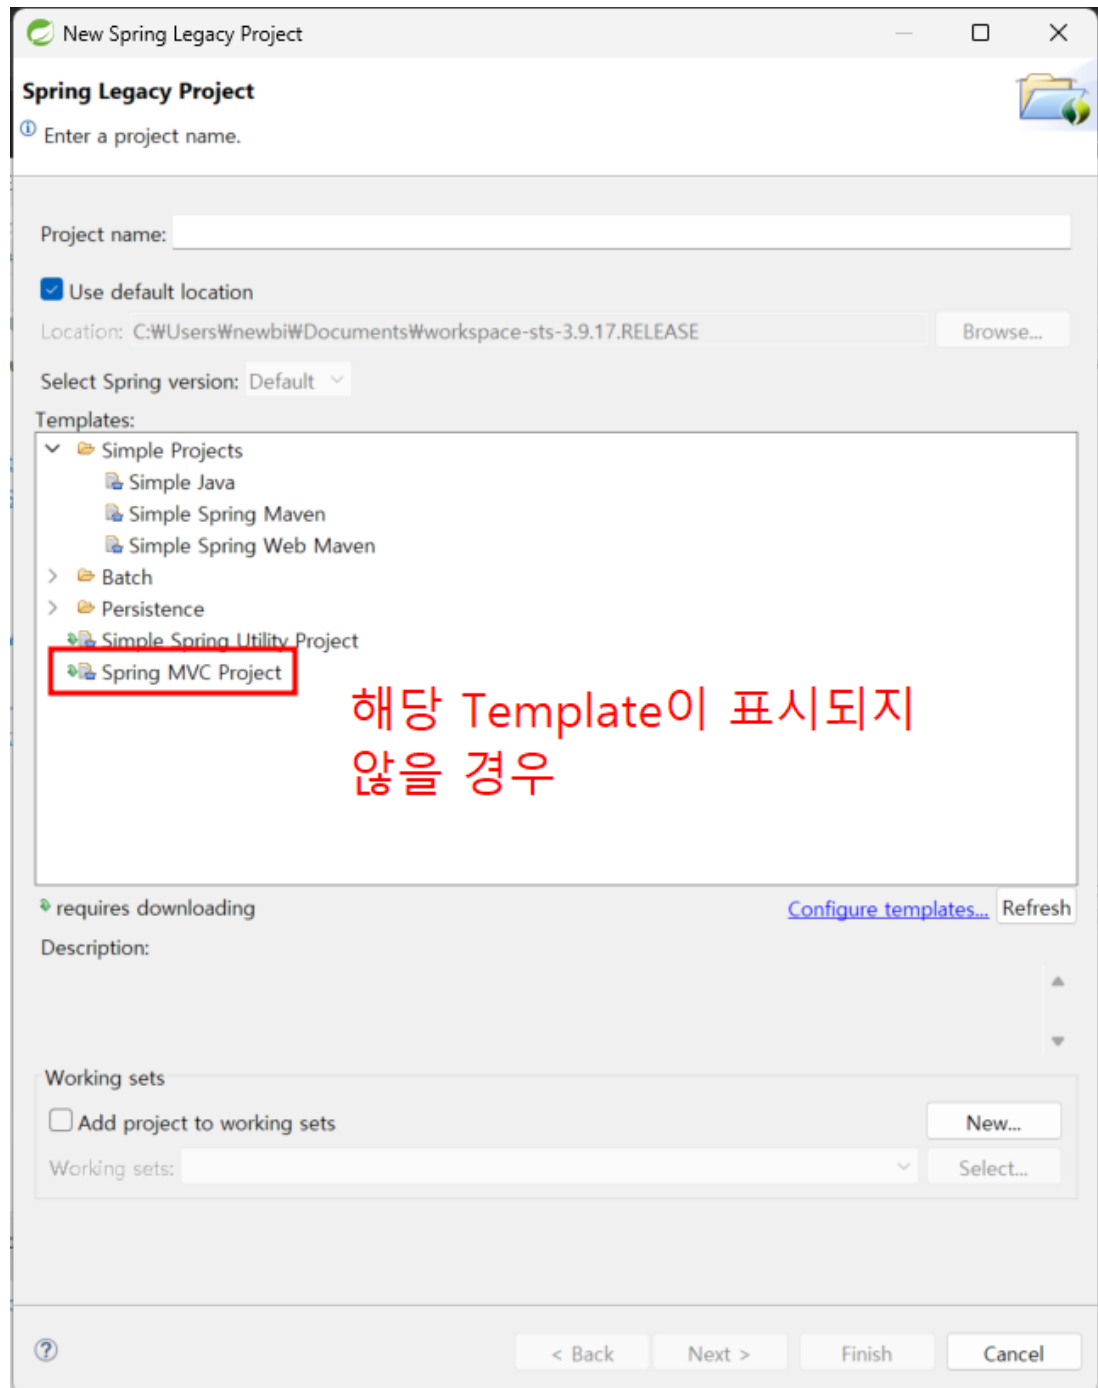 New Spring Legacy Project
Spring Legacy Project
Enter a project name.
Project name:
Use default location
Location: C:₩Users₩newbi₩Documents₩workspace-sts-3.9.17.RELEASE Browse...
Select Spring version: Default
Templates:
Simple Projects
Simple Java
Simple Spring Maven
Simple Spring Web Maven
Batch
Persistence
Simple Spring Utility Project
Spring MVC Project
해당 Template이 표시되지
않을 경우
requires downloading Configure templates... Refresh
Description:
Working sets
Add project to working sets New...
Working sets: Select...
< Back Next > Finish Cancel